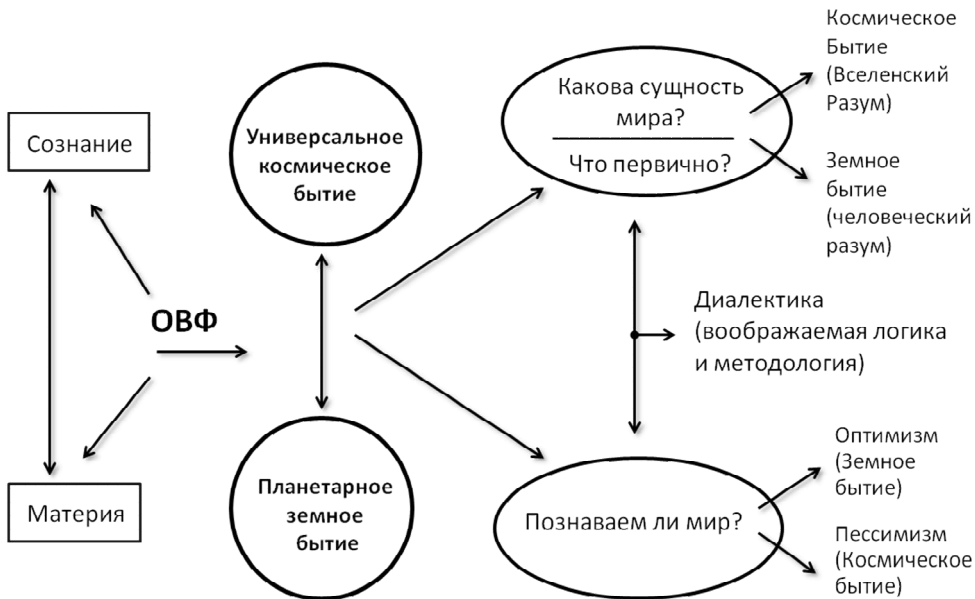 Сознание
Материя
ОВФ
Универсальное
космическое
бытие
Планетарное
земное
бытие
Какова сущность
мира?
Что первично?
Космическое
Бытие
(Вселенский
Разум)
Земное
бытие
(человеческий
разум)
Диалектика
(воображаемая логика
и методология)
Познаваем ли мир?
Оптимизм
(Земное
бытие)
Пессимизм
(Космическое
бытие)